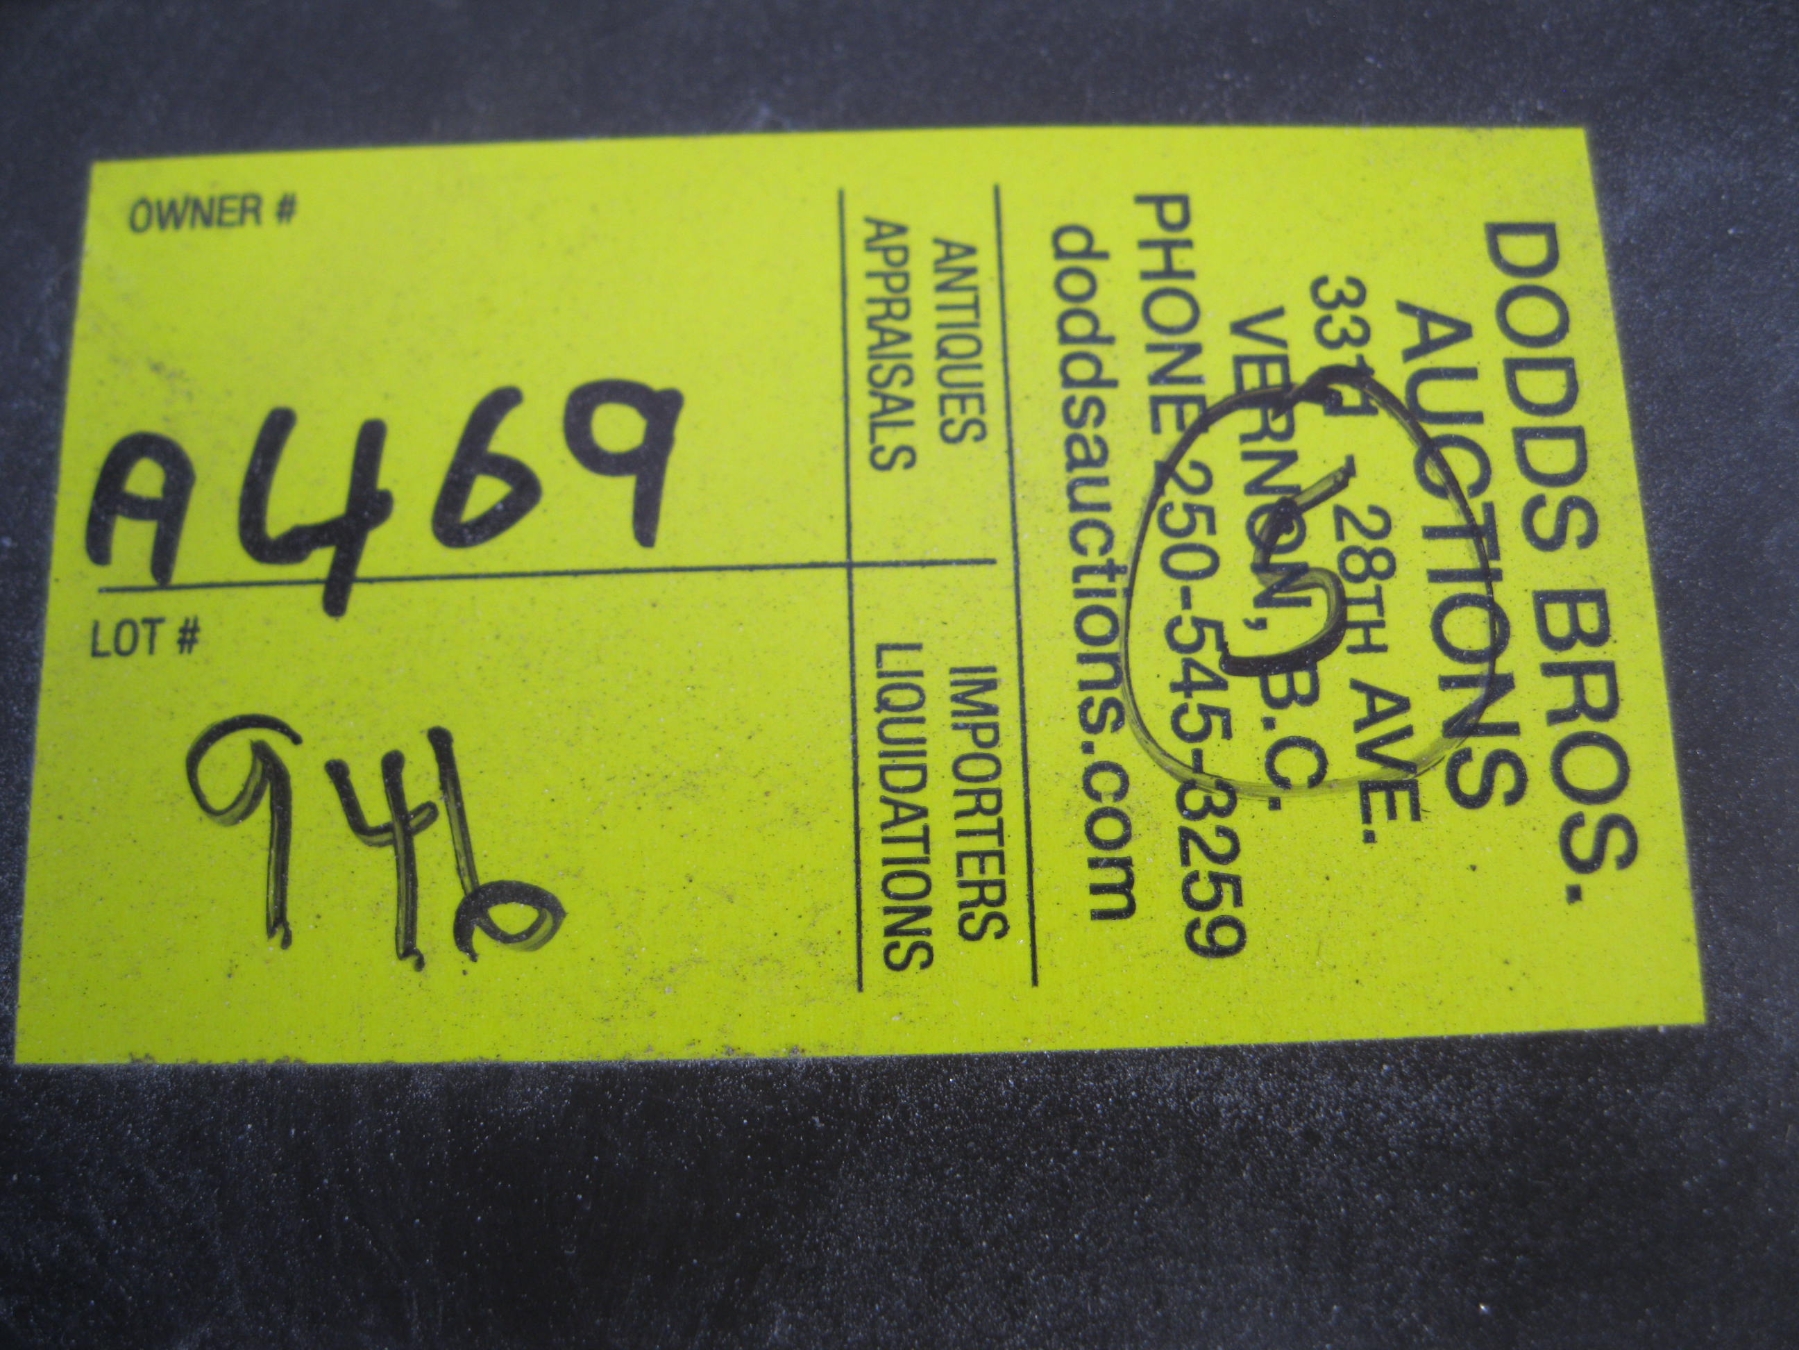 OWNER #
A469
LOT #
946
ANTIQUES
APPRAISALS
IMPORTERS
LIQUIDATIONS
DODDS BROS.
AUCTIONS
28TH AVE.
VERNON, B.C.
PHONE 250-545-3259
doddsauctions.com
5